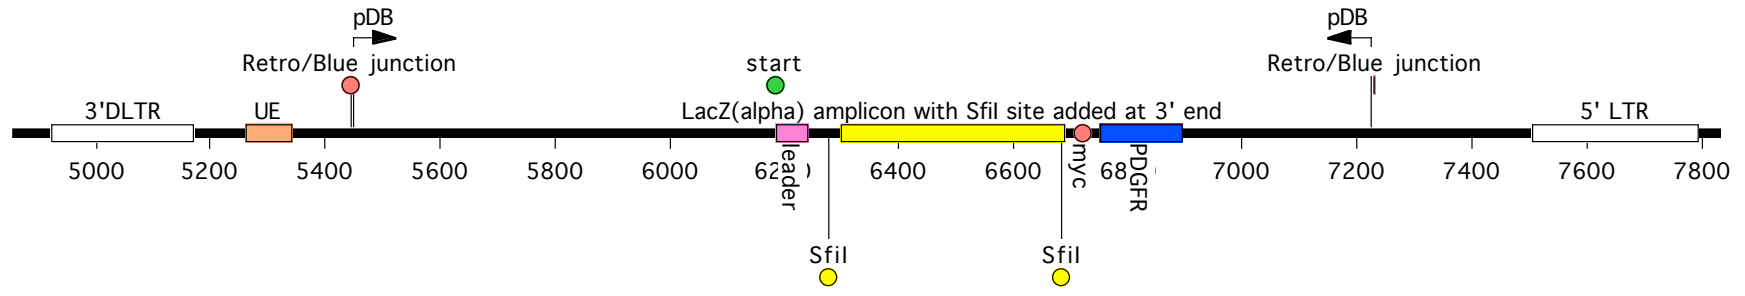 pDB
pDB
Retro/Blue junction
start
Retro/Blue junction
3'DLTR
UE
LacZ(alpha) amplicon with SfiI site added at 3' end
5' LTR
leader
myc
PDGFR
5000 5200 5400 5600 5800 6000 6400 6600 7000 7200 7400 7600 7800
SfiI
SfiI